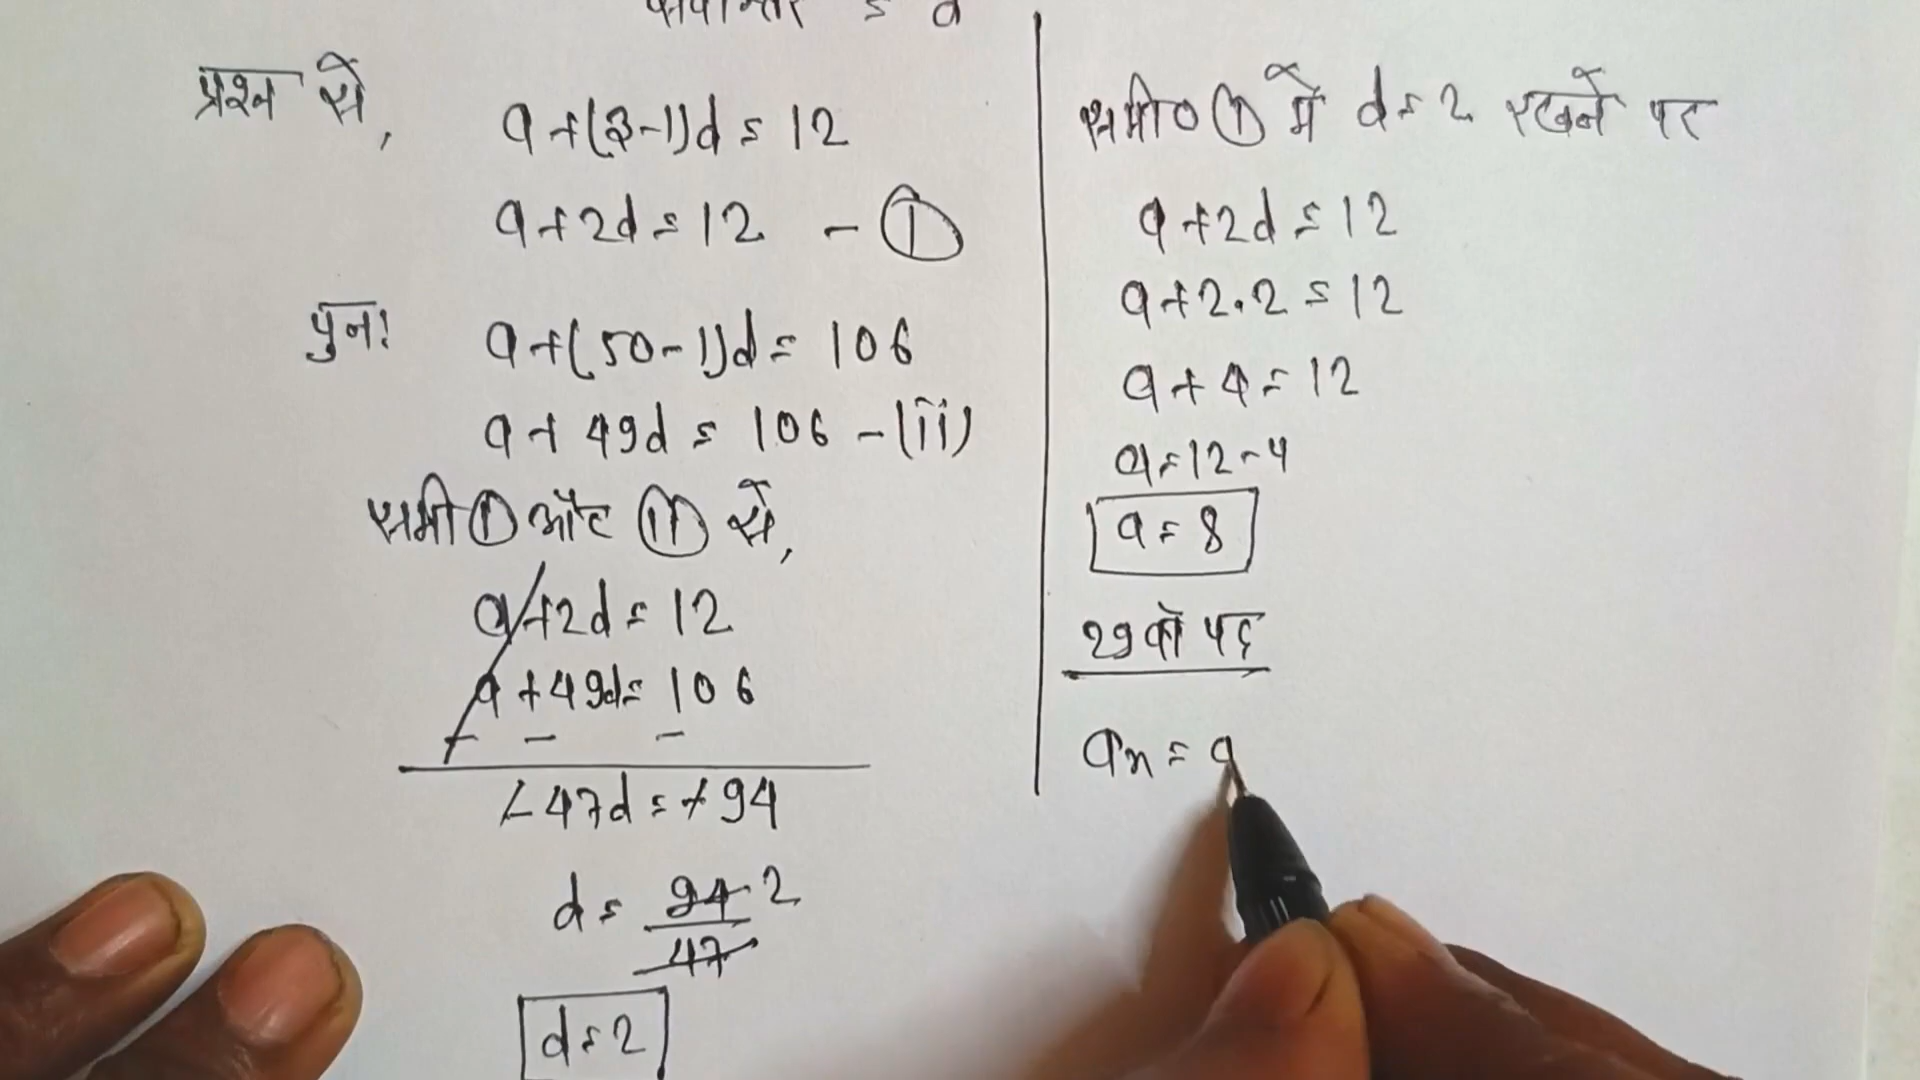 = d
प्रश्न से,
a+(3-1)d = 12
a+2d = 12 - (I)
पुनः
a+(50-1)d = 106
a+49d = 106 - (ii)
समी (I) और (II) से,
a+2d = 12
a+49d = 106
- - -
-47d = -94
d = 94/47 2
d = 2
समी० (I) में d = 2 रखने पर
a+2d = 12
a+2.2 = 12
a+4 = 12
a = 12-4
a = 8
29 वाँ पद
an = a